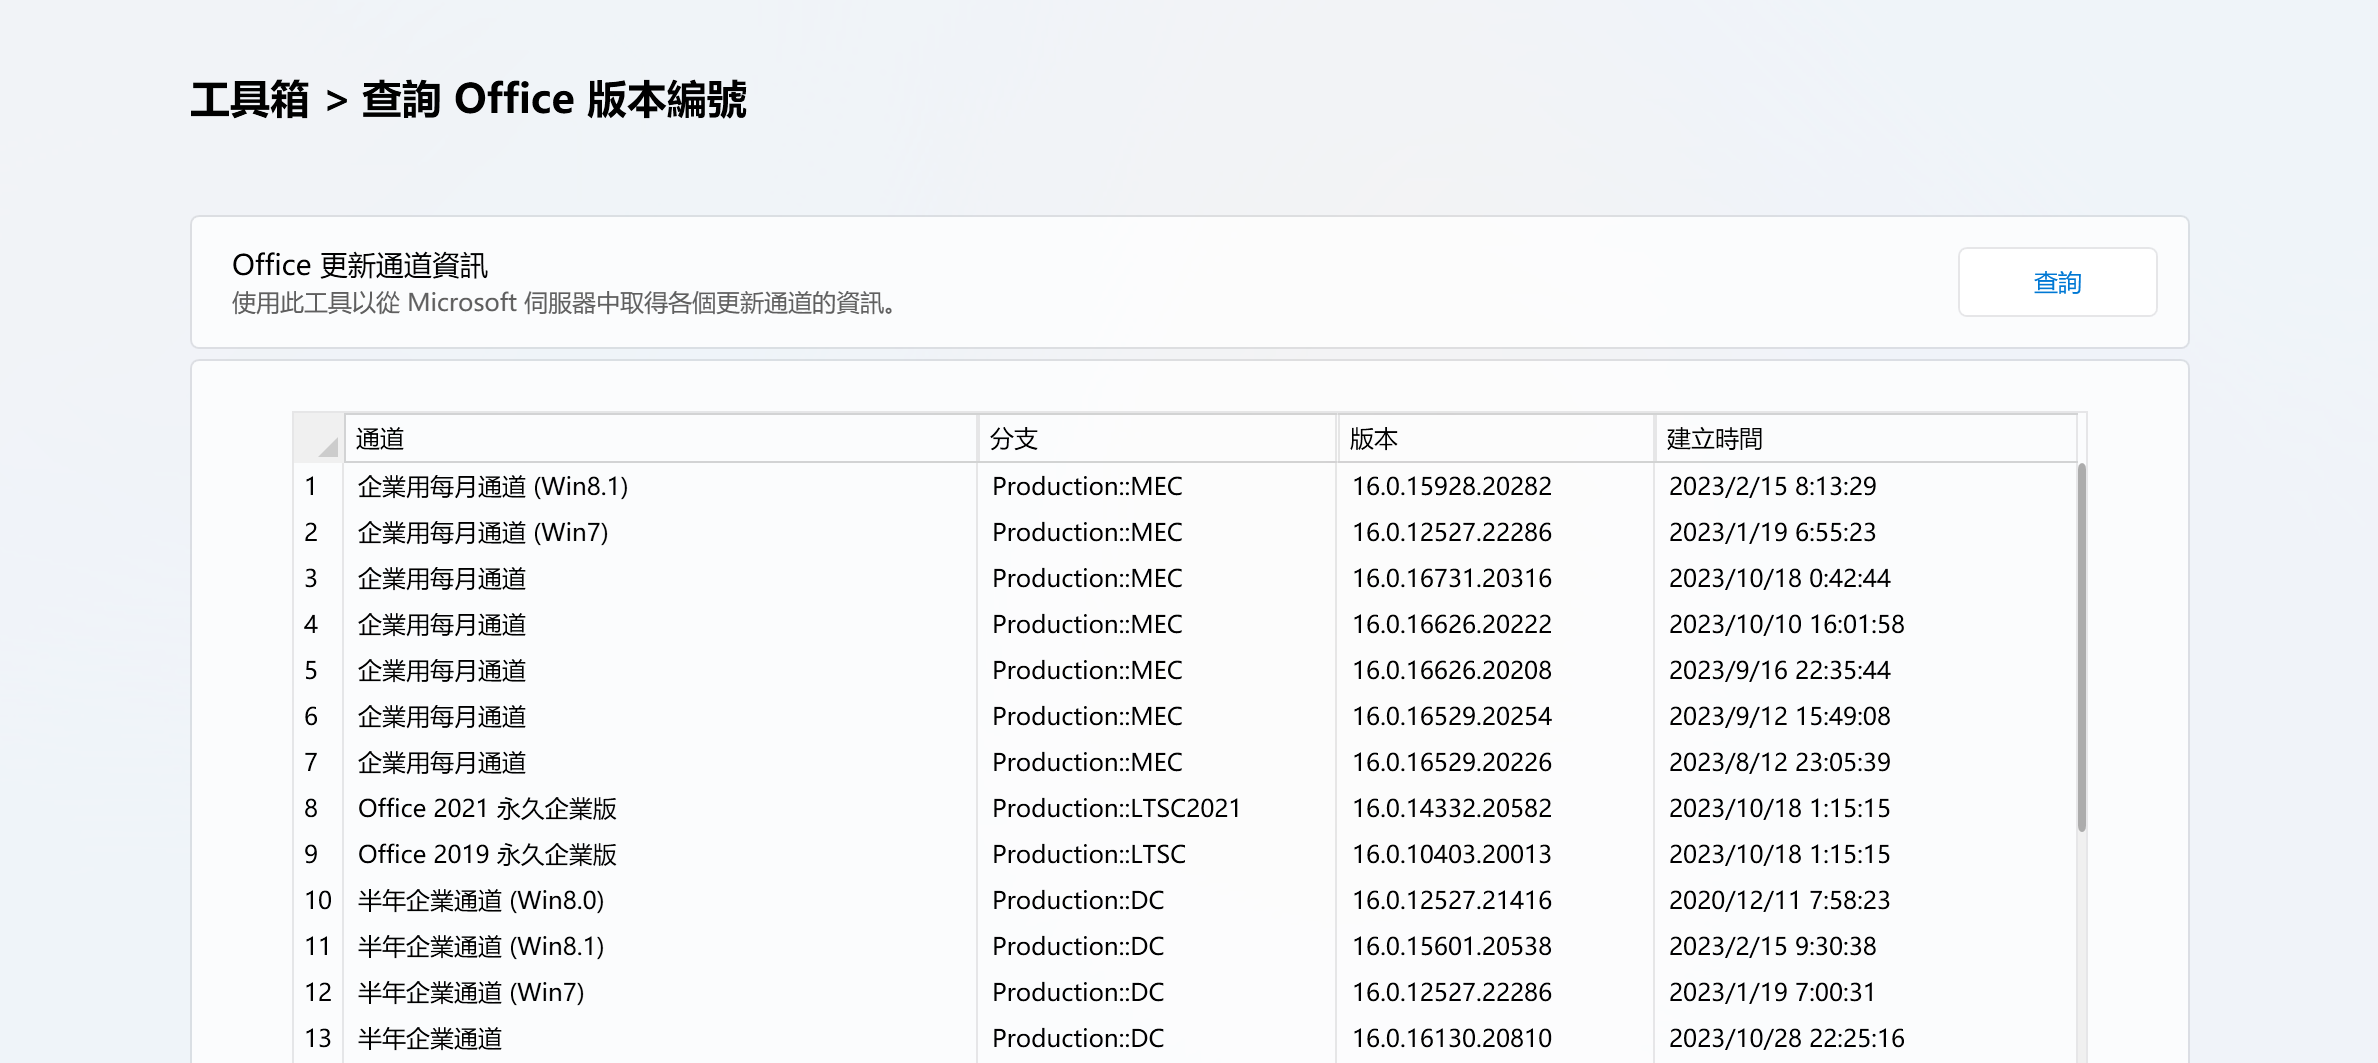 工具箱 > 查詢 Office 版本編號
Office 更新通道資訊
使用此工具以從 Microsoft 伺服器中取得各個更新通道的資訊。
查詢
通道 分支 版本 建立時間
1 企業用每月通道 (Win8.1) Production::MEC 16.0.15928.20282 2023/2/15 8:13:29
2 企業用每月通道 (Win7) Production::MEC 16.0.12527.22286 2023/1/19 6:55:23
3 企業用每月通道 Production::MEC 16.0.16731.20316 2023/10/18 0:42:44
4 企業用每月通道 Production::MEC 16.0.16626.20222 2023/10/10 16:01:58
5 企業用每月通道 Production::MEC 16.0.16626.20208 2023/9/16 22:35:44
6 企業用每月通道 Production::MEC 16.0.16529.20254 2023/9/12 15:49:08
7 企業用每月通道 Production::MEC 16.0.16529.20226 2023/8/12 23:05:39
8 Office 2021 永久企業版 Production::LTSC2021 16.0.14332.20582 2023/10/18 1:15:15
9 Office 2019 永久企業版 Production::LTSC 16.0.10403.20013 2023/10/18 1:15:15
10 半年企業通道 (Win8.0) Production::DC 16.0.12527.21416 2020/12/11 7:58:23
11 半年企業通道 (Win8.1) Production::DC 16.0.15601.20538 2023/2/15 9:30:38
12 半年企業通道 (Win7) Production::DC 16.0.12527.22286 2023/1/19 7:00:31
13 半年企業通道 Production::DC 16.0.16130.20810 2023/10/28 22:25:16